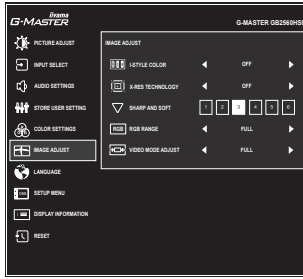 iiyama
G-MASTER
G-MASTER GB2560HS
PICTURE ADJUST
INPUT SELECT
AUDIO SETTINGS
STORE USER SETTING
COLOR SETTINGS
IMAGE ADJUST
LANGUAGE
OSD
SETUP MENU
DISPLAY INFORMATION
RESET
IMAGE ADJUST
I-STYLE COLOR
OFF
X-RES TECHNOLOGY
OFF
SHARP AND SOFT
1 2 3 4 5 6
RGB RGB RANGE
FULL
VIDEO MODE ADJUST
FULL